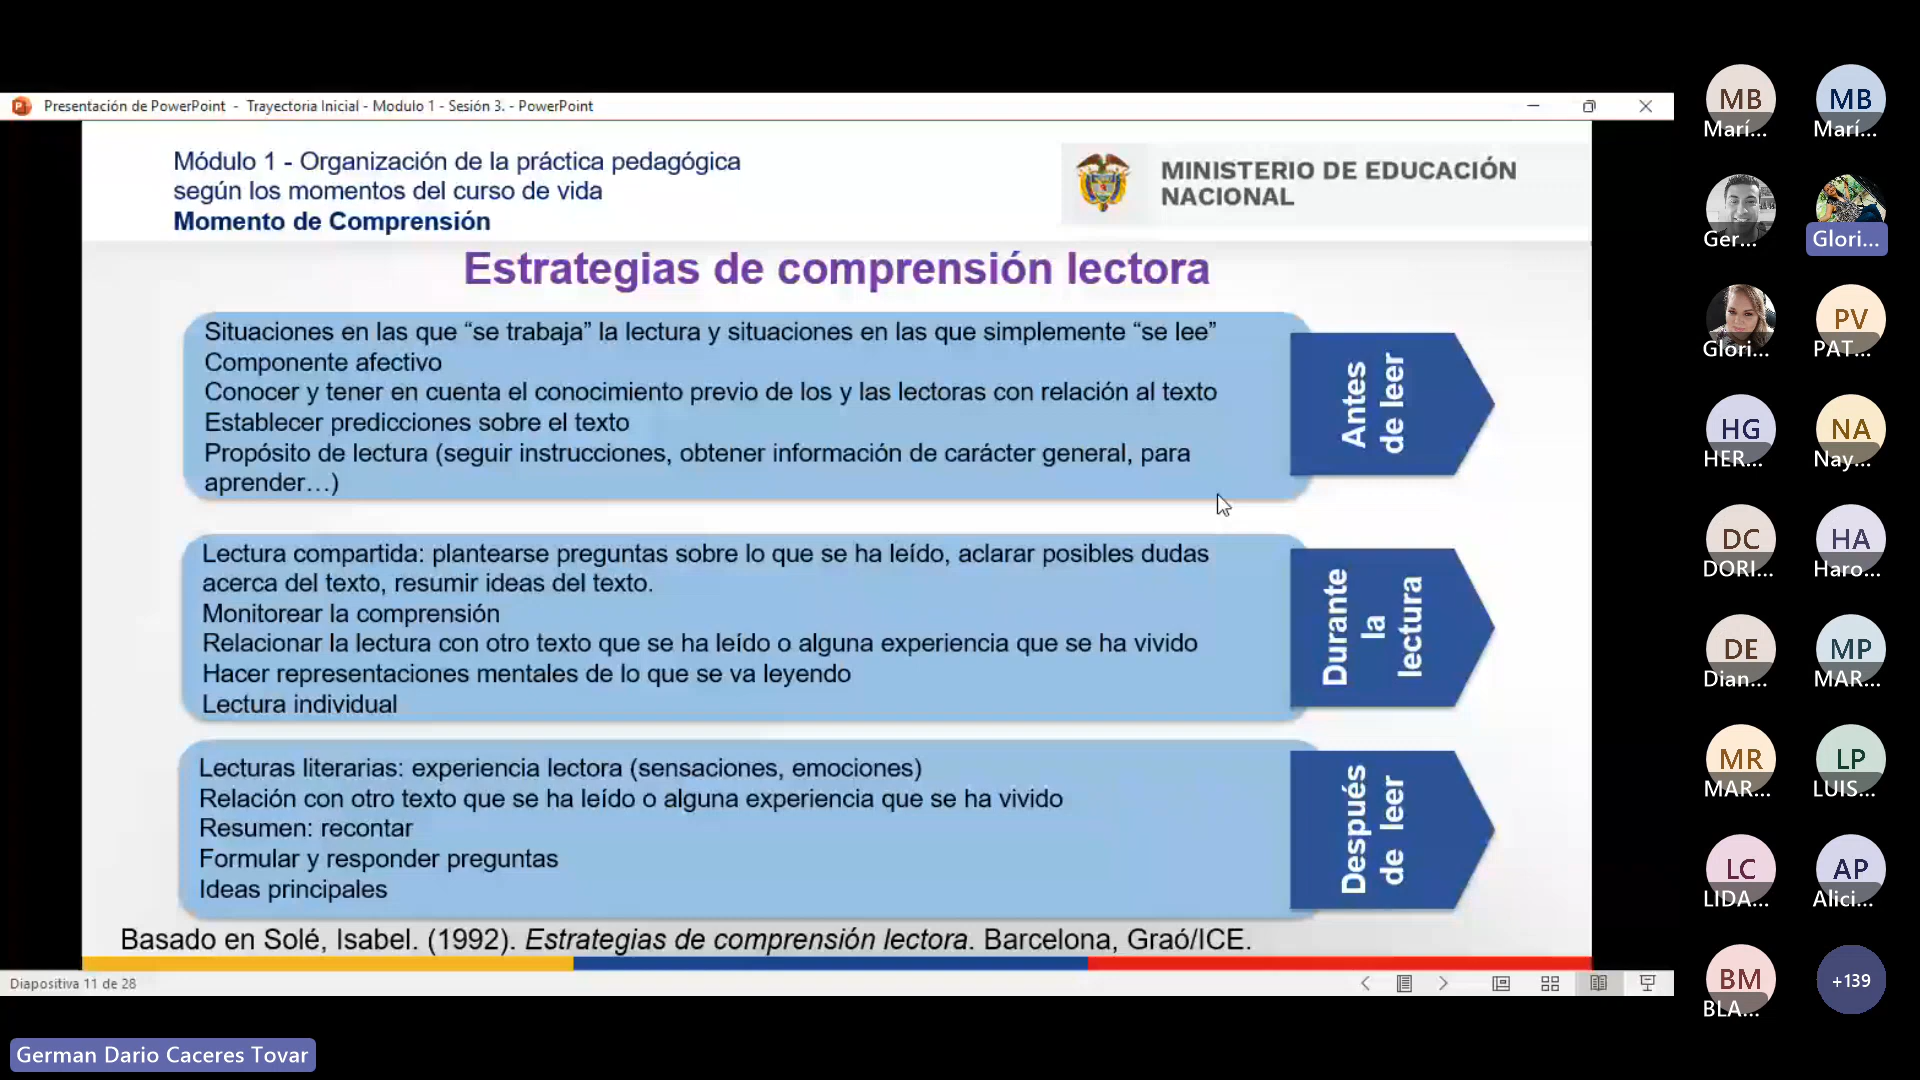 Presentación de PowerPoint - Trayectoria Inicial - Modulo 1 - Sesión 3. - PowerPoint
Módulo 1 - Organización de la práctica pedagógica
según los momentos del curso de vida
Momento de Comprensión
MINISTERIO DE EDUCACIÓN
NACIONAL
Estrategias de comprensión lectora
Situaciones en las que “se trabaja” la lectura y situaciones en las que simplemente “se lee”
Componente afectivo
Conocer y tener en cuenta el conocimiento previo de los y las lectoras con relación al texto
Establecer predicciones sobre el texto
Propósito de lectura (seguir instrucciones, obtener información de carácter general, para
aprender…)
Antes
de leer
Lectura compartida: plantearse preguntas sobre lo que se ha leído, aclarar posibles dudas
acerca del texto, resumir ideas del texto.
Monitorear la comprensión
Relacionar la lectura con otro texto que se ha leído o alguna experiencia que se ha vivido
Hacer representaciones mentales de lo que se va leyendo
Lectura individual
Durante
la
lectura
Lecturas literarias: experiencia lectora (sensaciones, emociones)
Relación con otro texto que se ha leído o alguna experiencia que se ha vivido
Resumen: recontar
Formular y responder preguntas
Ideas principales
Después
de leer
Basado en Solé, Isabel. (1992). Estrategias de comprensión lectora. Barcelona, Graó/ICE.
Diapositiva 11 de 28
German Dario Caceres Tovar
MB
Marí...
MB
Marí...
Ger...
Glori...
Glori...
PV
PAT...
HG
HER...
NA
Nay...
DC
DORI...
HA
Haro...
DE
Dian...
MP
MAR...
MR
MAR...
LP
LUIS...
LC
LIDA...
AP
Alici...
BM
BLA...
+139